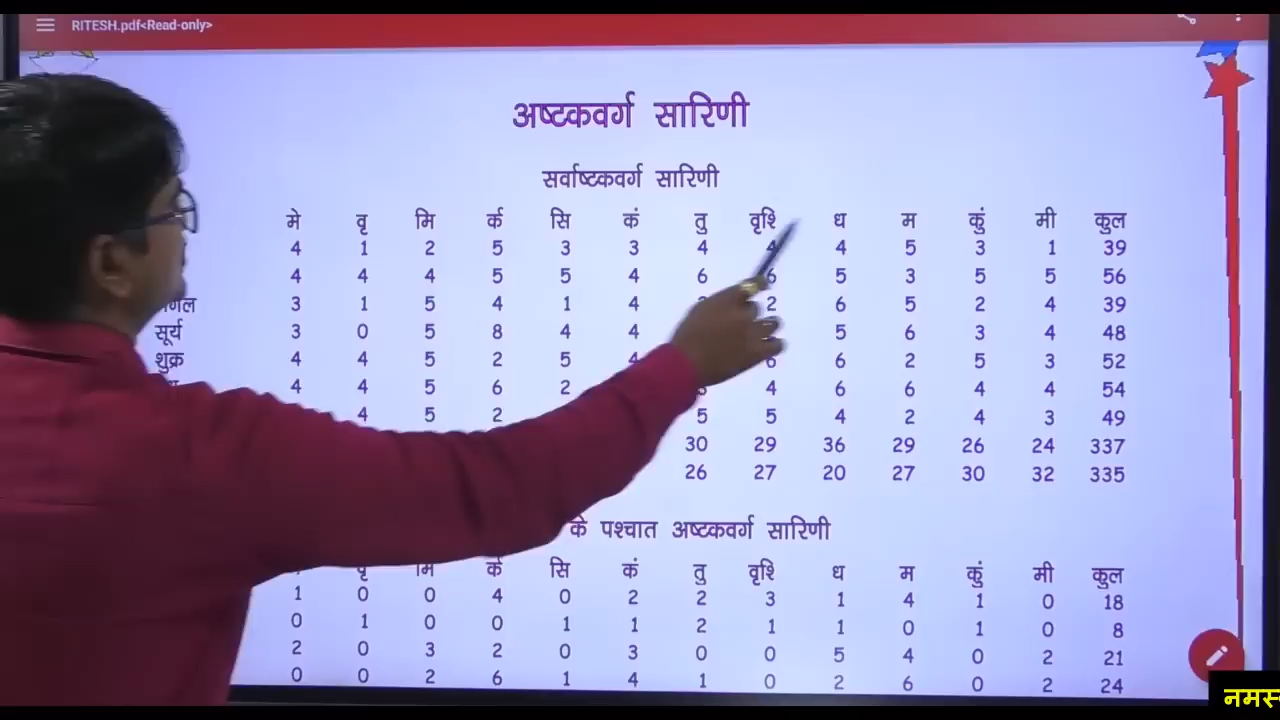 RITESH.pdf<Read-only>
अष्टकवर्ग सारिणी
सर्वाष्टकवर्ग सारिणी
मे वृ मि र्क सि कं तु वृश्चि ध म कुं मी कुल
4 1 2 5 3 3 4 4 4 5 3 1 39
4 4 4 5 5 4 6 6 5 3 5 5 56
3 1 5 4 1 4 2 6 5 2 4 39
सूर्य 3 0 5 8 4 4 5 6 3 4 48
शुक्र 4 4 5 2 5 4 6 6 2 5 3 52
4 4 5 6 2 4 6 6 4 4 54
4 5 2 5 5 4 2 4 3 49
30 29 36 29 26 24 337
26 27 20 27 30 32 335
के पश्चात अष्टकवर्ग सारिणी
वृ मि र्क सि कं तु वृश्चि ध म कुं मी कुल
1 0 0 4 0 2 2 3 1 4 1 0 18
0 1 0 0 1 1 2 1 1 0 1 0 8
2 0 3 2 0 3 0 0 5 4 0 2 21
0 0 2 6 1 4 1 0 2 6 0 2 24